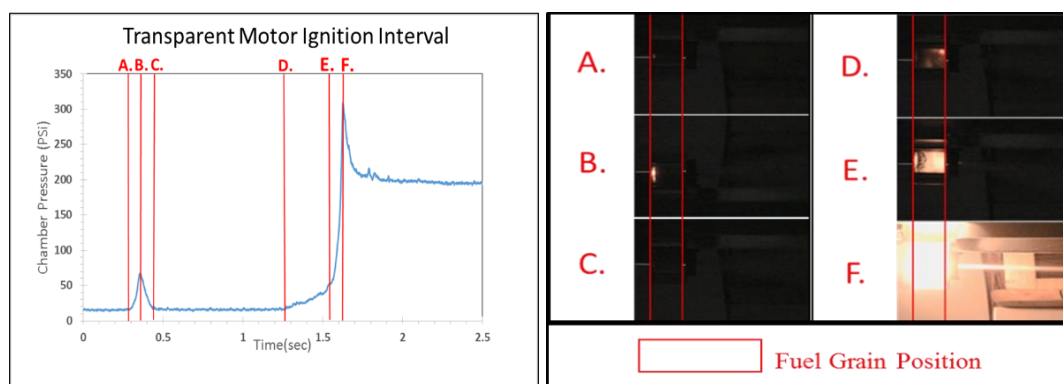 Transparent Motor Ignition Interval
A. B. C. D. E. F.
350
300
250
200
150
100
50
0
Chamber Pressure (PSi)
0 0.5 1 1.5 2 2.5
Time(sec)
A.
B.
C.
D.
E.
F.
Fuel Grain Position